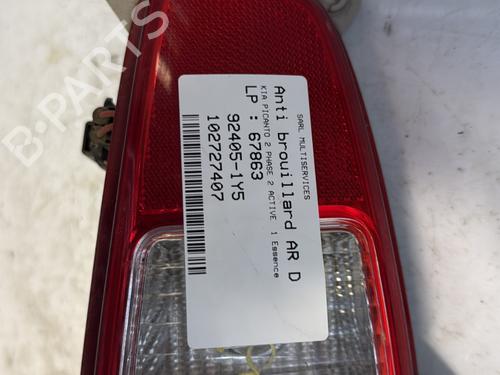 SARL MULTISERVICES
Anti brouillard AR D
KIA PICANTO 2 PHASE 2 ACTIVE 1 Essence
LP : 67863
92405-1Y5
102727407
B-PARTS